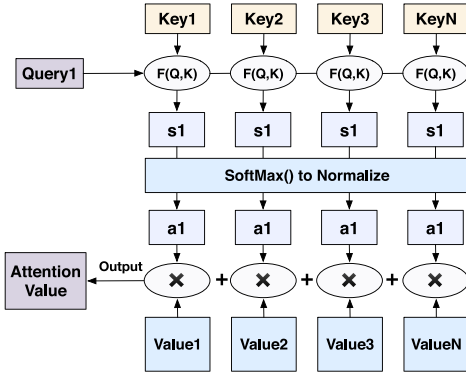 Key1 Key2 Key3 KeyN
Query1 F(Q,K) F(Q,K) F(Q,K) F(Q,K)
s1 s1 s1 s1
SoftMax() to Normalize
a1 a1 a1 a1
Attention
Value
Output
× + × + × + ×
Value1 Value2 Value3 ValueN